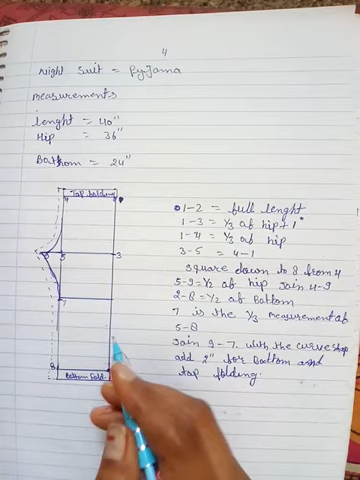 4
Night Suit = Pyjama
measurements
Lenght = 40"
Hip = 36"
Bathom = 24"
Top folding
4
9
5
3
7
8
Bottom Fold
1-2 = full lenght
1-3 = 1/3 of hip + 1"
1-4 = 1/3 of hip
3-5 = 4-1
square down to 8 from 4
5-9 = 1/2 of hip Join 4-9
2-8 = 1/2 of Bottom
7 is the 1/3 measurement of
5-8
Join 9-7. with the curve shap
add 2" for Bottom and
top folding.